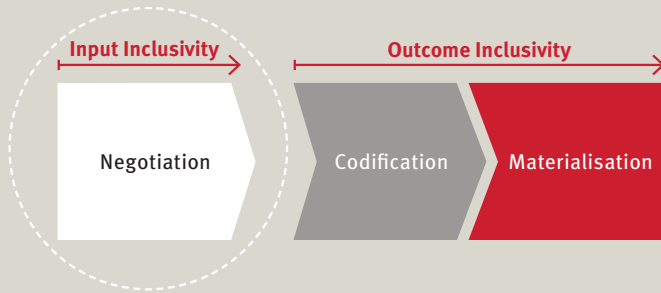 Input Inclusivity
Outcome Inclusivity
Negotiation
Codification
Materialisation